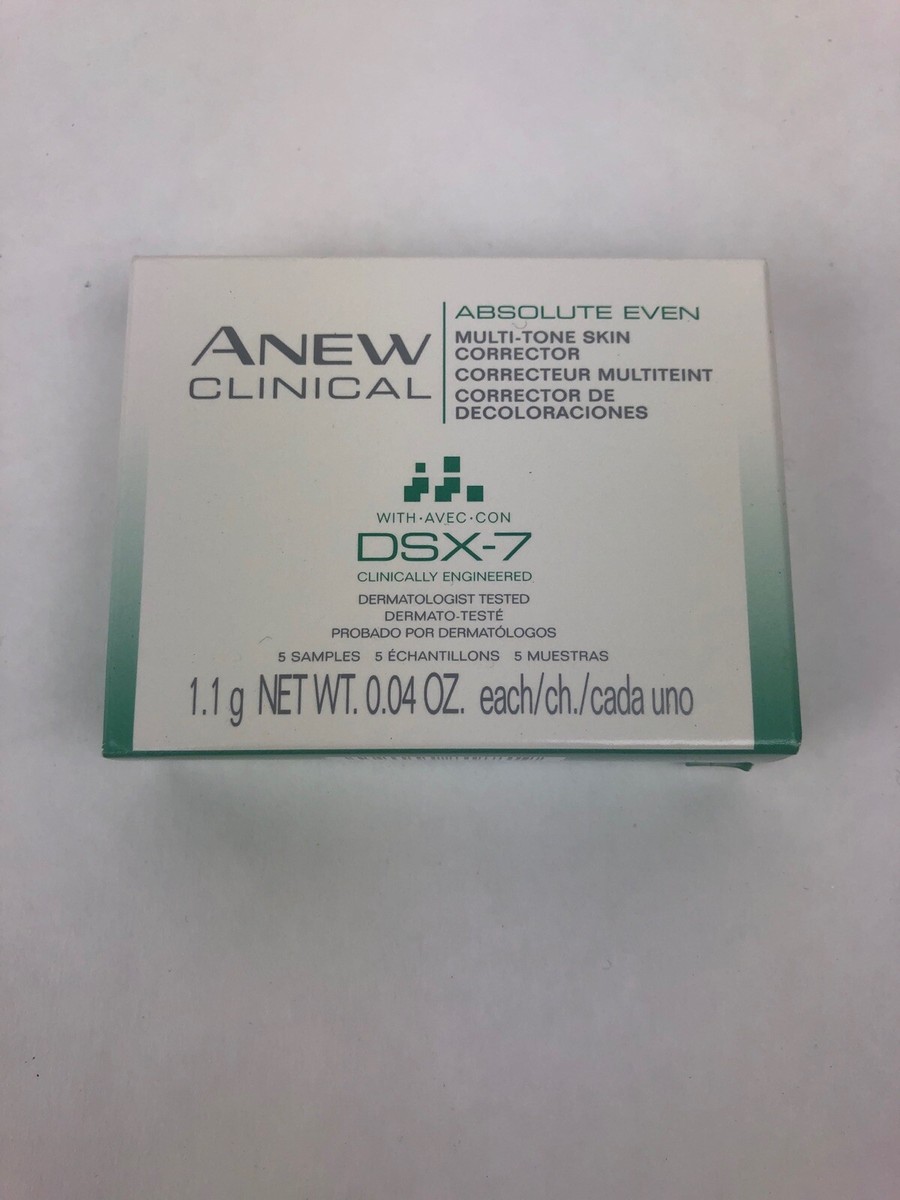 ANEW
CLINICAL
ABSOLUTE EVEN
MULTI-TONE SKIN
CORRECTOR
CORRECTEUR MULTITEINT
CORRECTOR DE
DECOLORACIONES
WITH·AVEC·CON
DSX-7
CLINICALLY ENGINEERED
DERMATOLOGIST TESTED
DERMATO-TESTÉ
PROBADO POR DERMATÓLOGOS
5 SAMPLES 5 ÉCHANTILLONS 5 MUESTRAS
1.1 g NET WT. 0.04 OZ. each/ch./cada uno